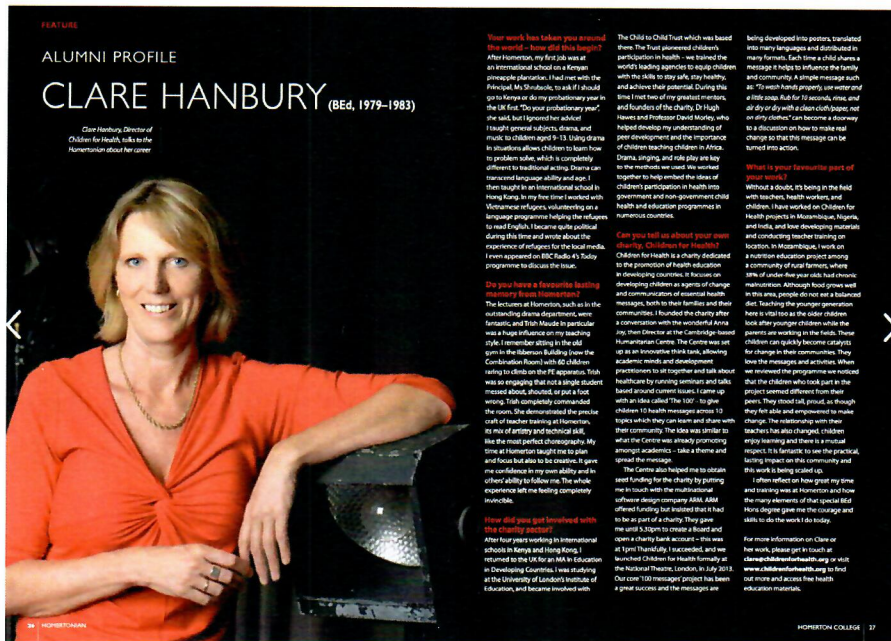 FEATURE
ALUMNI PROFILE
CLARE HANBURY (BEd, 1979–1983)
Clare Hanbury, Director of
Children for Health, talks to the
Homertonian about her career
Your work has taken you around
the world – how did this begin?
After Homerton, my first job was at
an international school on a Kenyan
pineapple plantation. I had met with the
Principal, Ms Shrubsole, to ask if I should
go to Kenya or do my probationary year in
the UK first. "Do your probationary year",
she said, but I ignored her advice!
I taught general subjects, drama, and
music to children aged 9-13. Using drama
in situations allows children to learn how
to problem solve, which is completely
different to traditional acting. Drama can
transcend language ability and age. I
then taught in an International school in
Hong Kong. In my free time I worked with
Vietnamese refugees, volunteering on a
language programme helping the refugees
to read English. I became quite political
during this time and wrote about the
experience of refugees for the local media.
I even appeared on BBC Radio 4's Today
programme to discuss the issue.
Do you have a favourite lasting
memory from Homerton?
The lecturers at Homerton, such as in the
outstanding drama department, were
fantastic, and Trish Maude in particular
was a huge influence on my teaching
style. I remember sitting in the old
gym in the Ibberson Building (now the
Combination Room) with 60 children
raring to climb on the PE apparatus. Trish
was so engaging that not a single student
messed about, shouted, or put a foot
wrong. Trish completely commanded
the room. She demonstrated the precise
craft of teacher training at Homerton,
its mix of artistry and technical skill,
like the most perfect choreography. My
time at Homerton taught me to plan
and focus but also to be creative. It gave
me confidence in my own ability and in
others' ability to follow me. The whole
experience left me feeling completely
invincible.
How did you get involved with
the charity sector?
After four years working in international
schools in Kenya and Hong Kong, I
returned to the UK for an MA in Education
in Developing Countries. I was studying
at the University of London's Institute of
Education, and became involved with
The Child to Child Trust which was based
there. The Trust pioneered children's
participation in health – we trained the
world's leading agencies to equip children
with the skills to stay safe, stay healthy,
and achieve their potential. During this
time I met two of my greatest mentors,
and founders of the charity, Dr Hugh
Hawes and Professor David Morley, who
helped develop my understanding of
peer development and the importance
of children teaching children in Africa.
Drama, singing, and role play are key
to the methods we used. We worked
together to help embed the ideas of
children's participation in health into
government and non-government child
health and education programmes in
numerous countries.
Can you tell us about your own
charity, Children for Health?
Children for Health is a charity dedicated
to the promotion of health education
in developing countries. It focuses on
developing children as agents of change
and communicators of essential health
messages, both to their families and their
communities. I founded the charity after
a conversation with the wonderful Anna
Joy, then Director at the Cambridge-based
Humanitarian Centre. The Centre was set
up as an innovative think tank, allowing
academic minds and development
practitioners to sit together and talk about
healthcare by running seminars and talks
based around current issues. I came up
with an idea called 'The 100' – to give
children 10 health messages across 10
topics which they can learn and share with
their community. The idea was similar to
what the Centre was already promoting
amongst academics – take a theme and
spread the message.
The Centre also helped me to obtain
seed funding for the charity by putting
me in touch with the multinational
software design company ARM. ARM
offered funding but insisted that it had
to be as part of a charity. They gave
me until 5.30pm to create a Board and
open a charity bank account – this was
at 1pm! Thankfully, I succeeded, and we
launched Children for Health formally at
the National Theatre, London, in July 2013.
Our core '100 messages' project has been
a great success and the messages are
being developed into posters, translated
into many languages and distributed in
many formats. Each time a child shares a
message it helps to influence the family
and community. A simple message such
as: "To wash hands properly, use water and
a little soap. Rub for 10 seconds, rinse, and
air dry or dry with a clean cloth/paper, not
on dirty clothes." can become a doorway
to a discussion on how to make real
change so that this message can be
turned into action.
What is your favourite part of
your work?
Without a doubt, it's being in the field
with teachers, health workers, and
children. I have worked on Children for
Health projects in Mozambique, Nigeria,
and India, and love developing materials
and conducting teacher training on
location. In Mozambique, I work on
a nutrition education project among
a community of rural farmers, where
38% of under-five year olds had chronic
malnutrition. Although food grows well
in this area, people do not eat a balanced
diet. Teaching the younger generation
here is vital too as the older children
look after younger children while the
parents are working in the fields. These
children can quickly become catalysts
for change in their communities. They
love the messages and activities. When
we reviewed the programme we noticed
that the children who took part in the
project seemed different from their
peers. They stood tall, proud, as though
they felt able and empowered to make
change. The relationship with their
teachers has also changed, children
enjoy learning and there is a mutual
respect. It is fantastic to see the practical,
lasting impact on this community and
this work is being scaled up.
I often reflect on how great my time
and training was at Homerton and how
the many elements of that special BEd
Hons degree gave me the courage and
skills to do the work I do today.
For more information on Clare or
her work, please get in touch at
clare@childrenforhealth.org or visit
www.childrenforhealth.org to find
out more and access free health
education materials.
26 HOMERTONIAN
HOMERTON COLLEGE 27